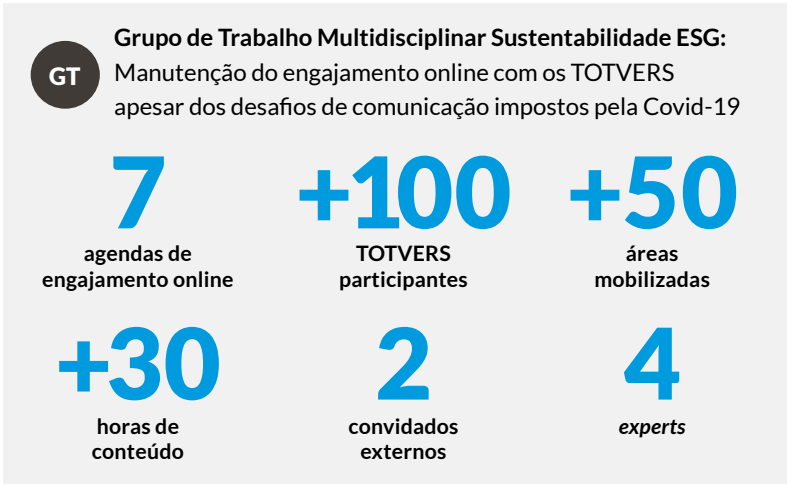 GT
Grupo de Trabalho Multidisciplinar Sustentabilidade ESG:
Manutenção do engajamento online com os TOTVERS
apesar dos desafios de comunicação impostos pela Covid-19
7
agendas de
engajamento online
+100
TOTVERS
participantes
+50
áreas
mobilizadas
+30
horas de
conteúdo
2
convidados
externos
4
experts